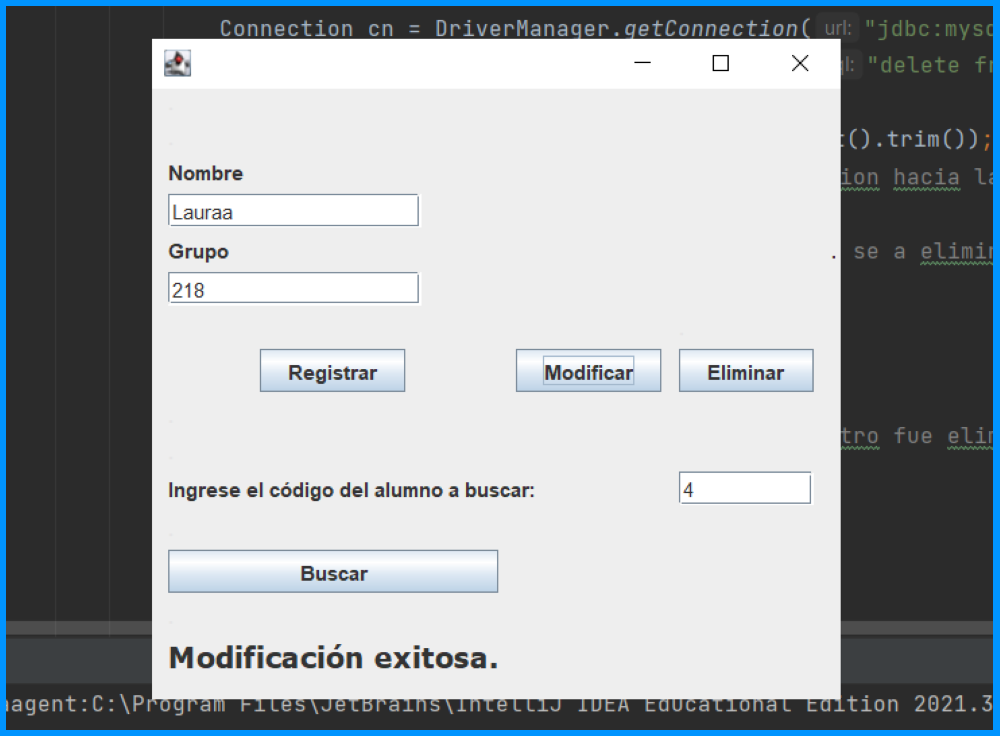 Connection cn = DriverManager.getConnection( url: "jdbc:mysq
"delete fr
().trim());
ion hacia la
. se a elimin
tro fue elim
Nombre
Lauraa
Grupo
218
Registrar Modificar Eliminar
Ingrese el código del alumno a buscar: 4
Buscar
Modificación exitosa.
agent:C:\Program Files\JetBrains\IntelliJ IDEA Educational Edition 2021.3